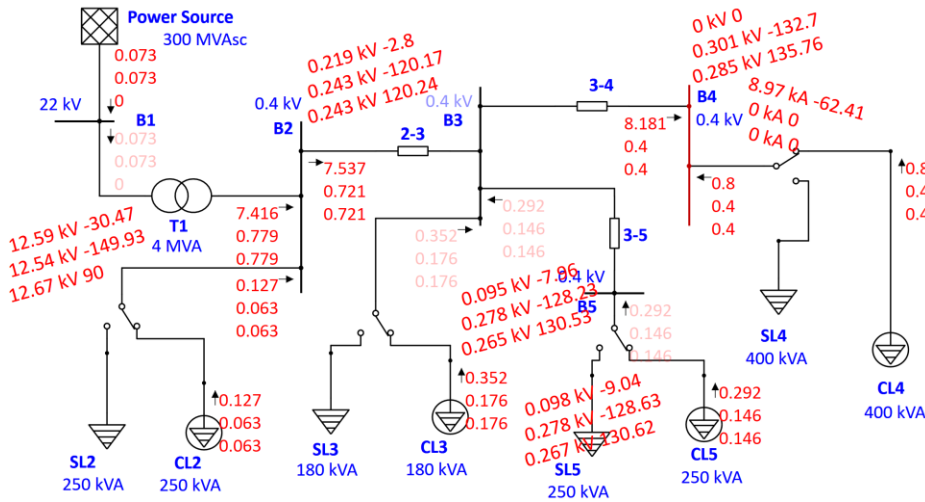 Power Source
300 MVAsc
0.073
0.073
0
22 kV
B1
0.073
0.073
0
T1
4 MVA
12.59 kV -30.47
12.54 kV -149.93
12.67 kV 90
0.219 kV -2.8
0.243 kV -120.17
0.243 kV 120.24
0.4 kV
B2
7.416
0.779
0.779
0.127
0.063
0.063
2-3
7.537
0.721
0.721
0.4 kV
B3
0.352
0.176
0.176
0.292
0.146
0.146
3-4
8.181
0.4
0.4
0 kV 0
0.301 kV -132.7
0.285 kV 135.76
B4
0.4 kV
8.97 kA -62.41
0 kA 0
0 kA 0
0.8
0.4
0.4
3-5
0.095 kV -7.96
0.278 kV -128.23
0.265 kV 130.53
0.4 kV
B5
0.292
0.146
0.146
0.098 kV -9.04
0.278 kV -128.63
0.267 kV 130.62
SL2
250 kVA
CL2
250 kVA
0.127
0.063
0.063
SL3
180 kVA
CL3
180 kVA
0.352
0.176
0.176
SL5
250 kVA
CL5
250 kVA
0.292
0.146
0.146
SL4
400 kVA
CL4
400 kVA
0.8
0.4
0.4